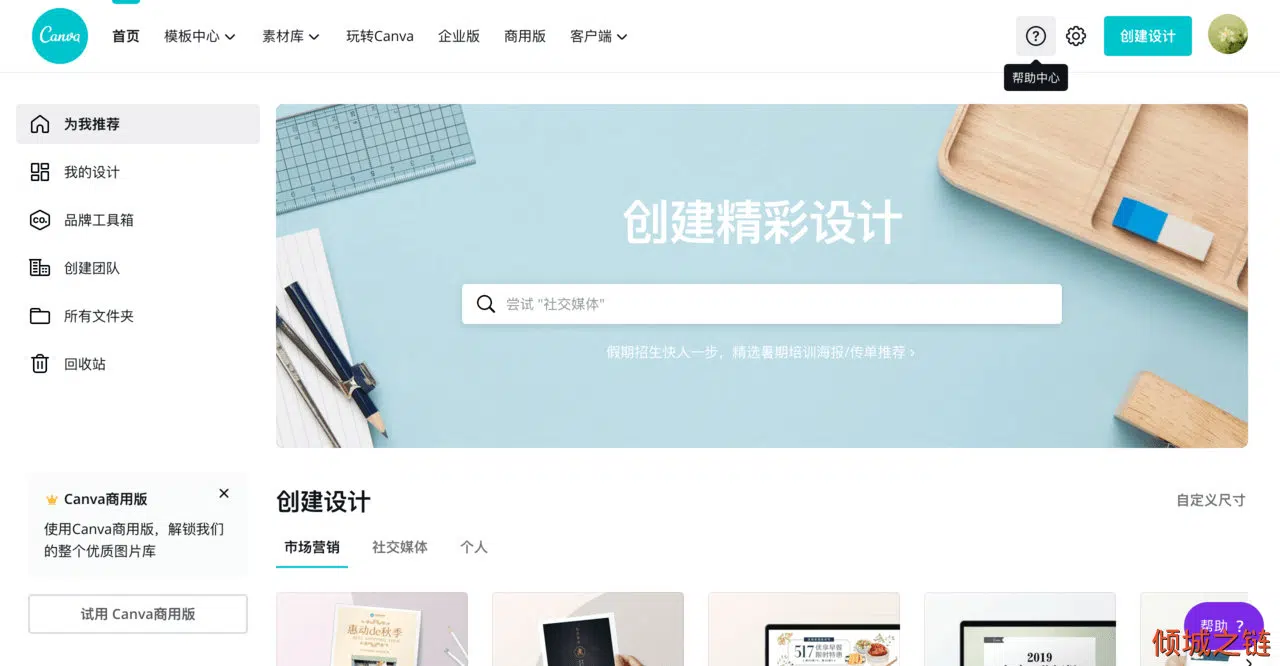 Canva
首页
模板中心
素材库
玩转Canva
企业版
商用版
客户端
创建设计
帮助中心
为我推荐
我的设计
品牌工具箱
创建团队
所有文件夹
回收站
创建精彩设计
尝试 "社交媒体"
假期招生快人一步，精选暑期培训海报/传单推荐 ›
Canva商用版
使用Canva商用版，解锁我们
的整个优质图片库
试用 Canva商用版
创建设计
自定义尺寸
市场营销
社交媒体
个人
惠动de秋季
517
优享早餐
限时特惠
2019
帮助 ?
倾城之链